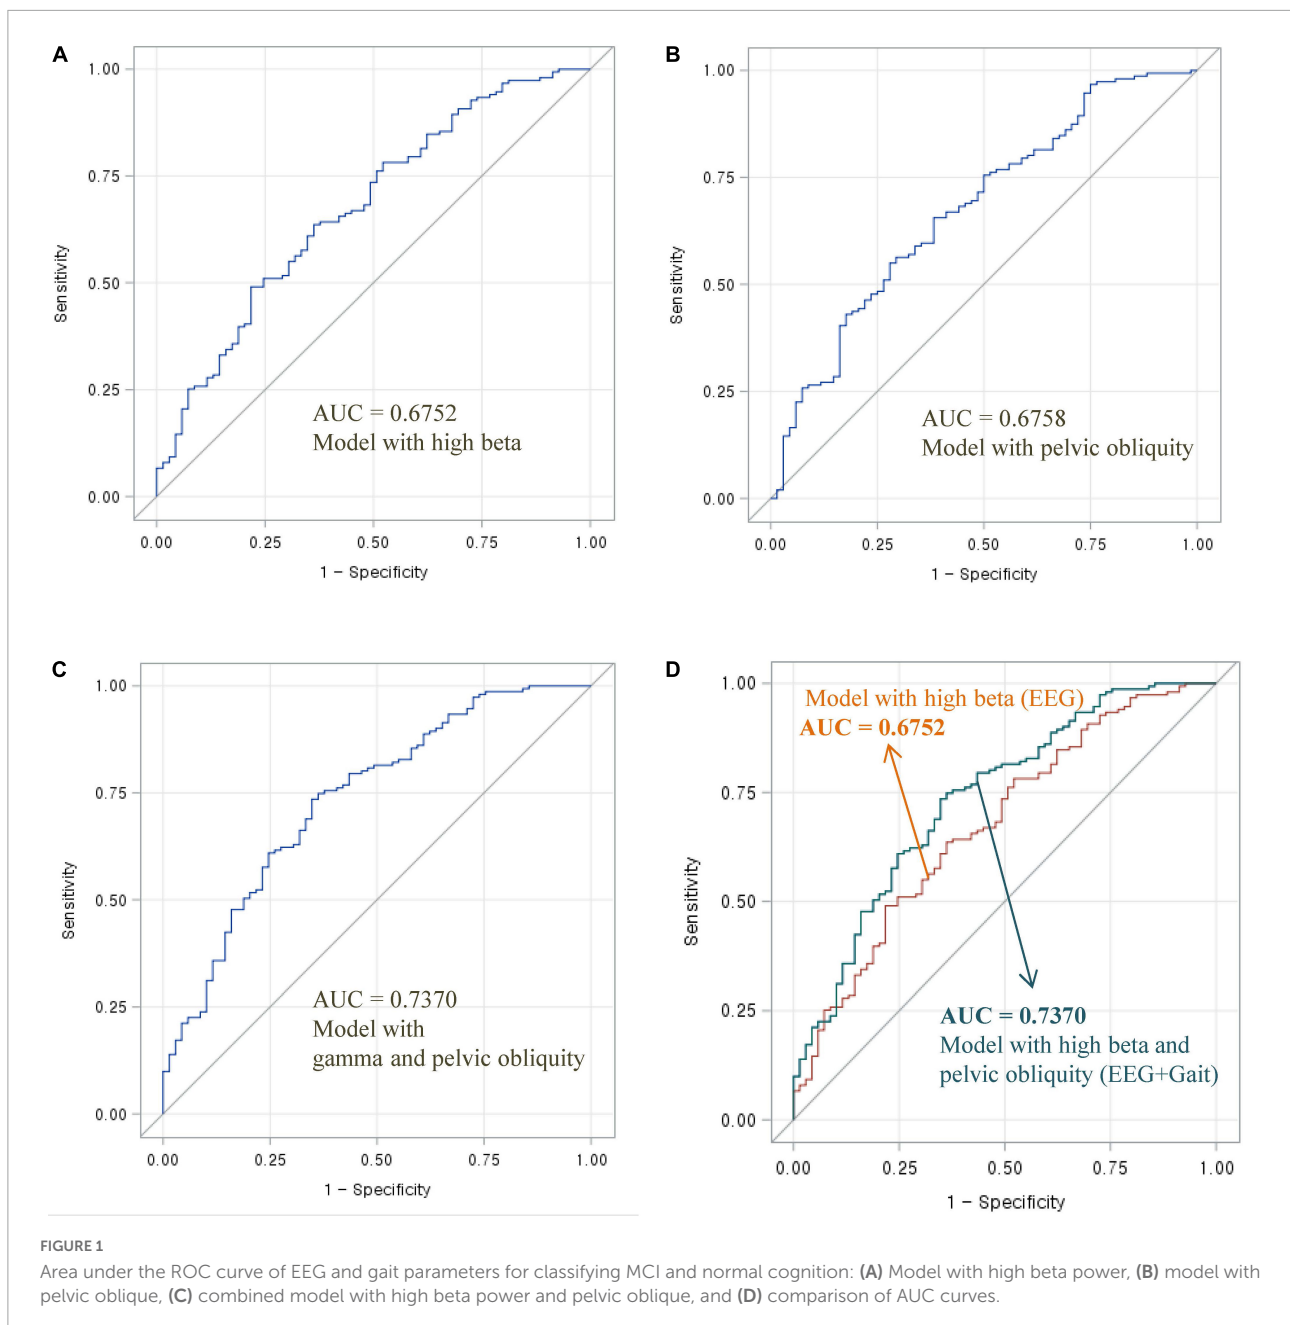 A
1.00
0.75
0.50
0.25
0.00
Sensitivity
AUC = 0.6752
Model with high beta
0.00 0.25 0.50 0.75 1.00
1 – Specificity
B
1.00
0.75
0.50
0.25
0.00
Sensitivity
AUC = 0.6758
Model with pelvic obliquity
0.00 0.25 0.50 0.75 1.00
1 – Specificity
C
1.00
0.75
0.50
0.25
0.00
Sensitivity
AUC = 0.7370
Model with
gamma and pelvic obliquity
0.00 0.25 0.50 0.75 1.00
1 – Specificity
D
1.00
0.75
0.50
0.25
0.00
Sensitivity
Model with high beta (EEG)
AUC = 0.6752
AUC = 0.7370
Model with high beta and
pelvic obliquity (EEG+Gait)
0.00 0.25 0.50 0.75 1.00
1 – Specificity
FIGURE 1
Area under the ROC curve of EEG and gait parameters for classifying MCI and normal cognition: (A) Model with high beta power, (B) model with
pelvic oblique, (C) combined model with high beta power and pelvic oblique, and (D) comparison of AUC curves.